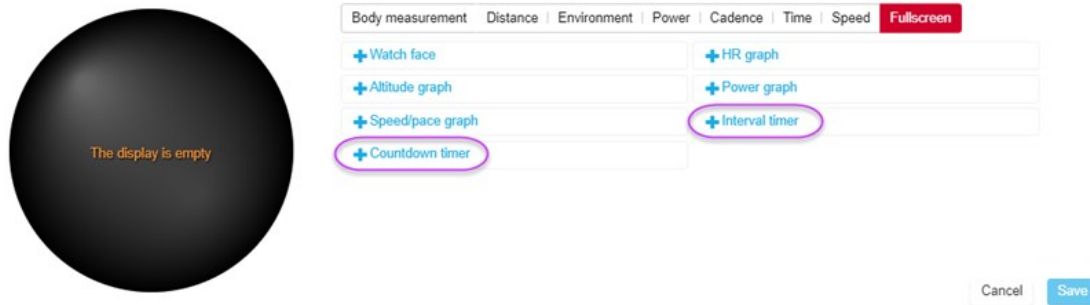 Body measurement Distance Environment Power Cadence Time Speed Fullscreen
Watch face HR graph
Altitude graph Power graph
Speed/pace graph Interval timer
The display is empty
Countdown timer
Cancel Save